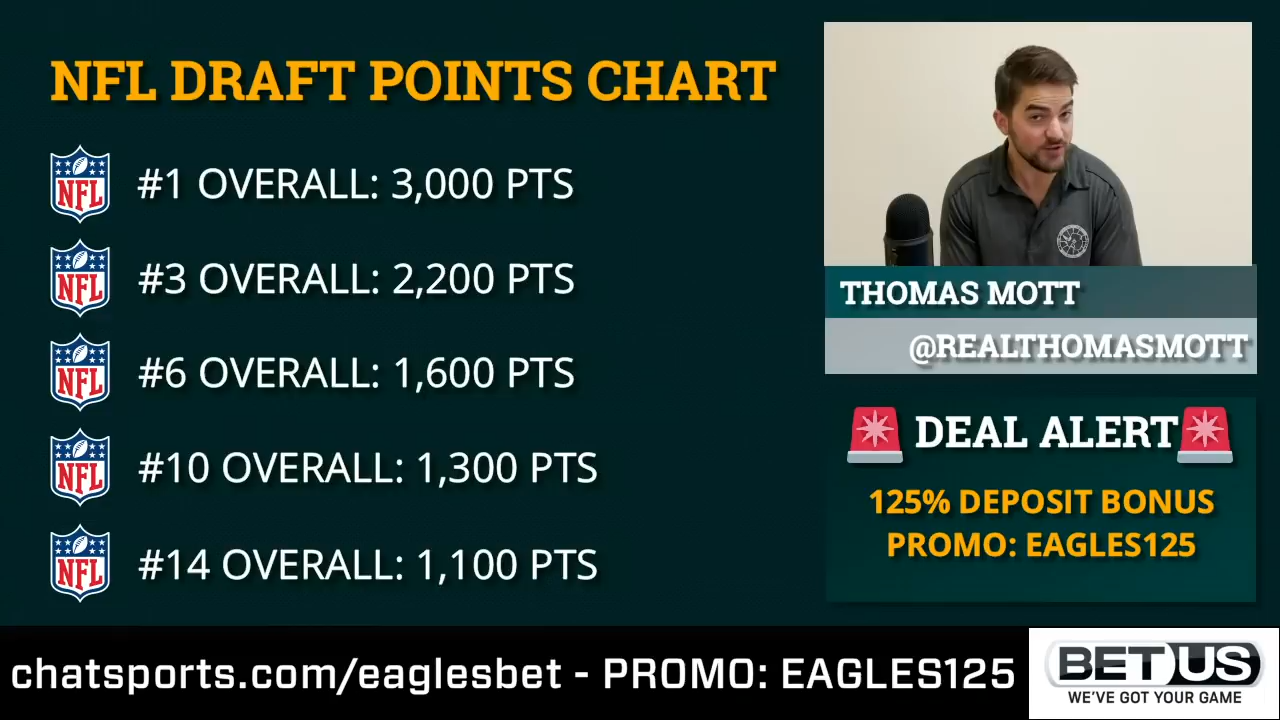 NFL DRAFT POINTS CHART
NFL #1 OVERALL: 3,000 PTS
NFL #3 OVERALL: 2,200 PTS
NFL #6 OVERALL: 1,600 PTS
NFL #10 OVERALL: 1,300 PTS
NFL #14 OVERALL: 1,100 PTS
THOMAS MOTT
@REALTHOMASMOTT
DEAL ALERT
125% DEPOSIT BONUS
PROMO: EAGLES125
chatsports.com/eaglesbet - PROMO: EAGLES125
BETUS
WE'VE GOT YOUR GAME